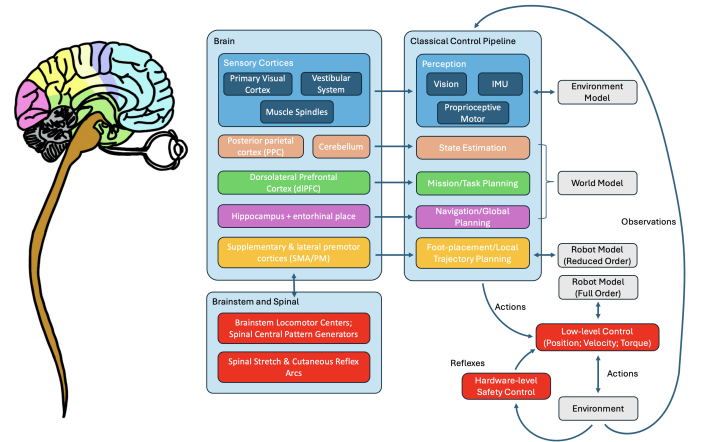 Brain
Sensory Cortices
Primary Visual
Cortex
Vestibular
System
Muscle Spindles
Posterior parietal
cortex (PPC)
Cerebellum
Dorsolateral Prefrontal
Cortex (dlPFC)
Hippocampus + entorhinal place
Supplementary & lateral premotor
cortices (SMA/PM)
Brainstem and Spinal
Brainstem Locomotor Centers;
Spinal Central Pattern Generators
Spinal Stretch & Cutaneous Reflex
Arcs
Classical Control Pipeline
Perception
Vision
IMU
Proprioceptive
Motor
State Estimation
Mission/Task Planning
Navigation/Global
Planning
Foot-placement/Local
Trajectory Planning
Environment
Model
World Model
Observations
Robot Model
(Reduced Order)
Robot Model
(Full Order)
Actions
Low-level Control
(Position; Velocity; Torque)
Reflexes
Actions
Hardware-level
Safety Control
Environment